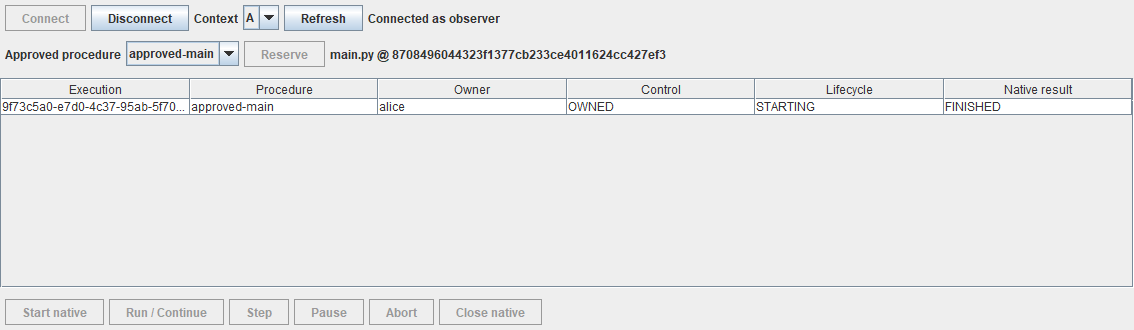 Connect Disconnect Context A Refresh Connected as observer
Approved procedure approved-main Reserve main.py @ 8708496044323f1377cb233ce4011624cc427ef3
Execution Procedure Owner Control Lifecycle Native result
9f73c5a0-e7d0-4c37-95ab-5f70... approved-main alice OWNED STARTING FINISHED
Start native Run / Continue Step Pause Abort Close native